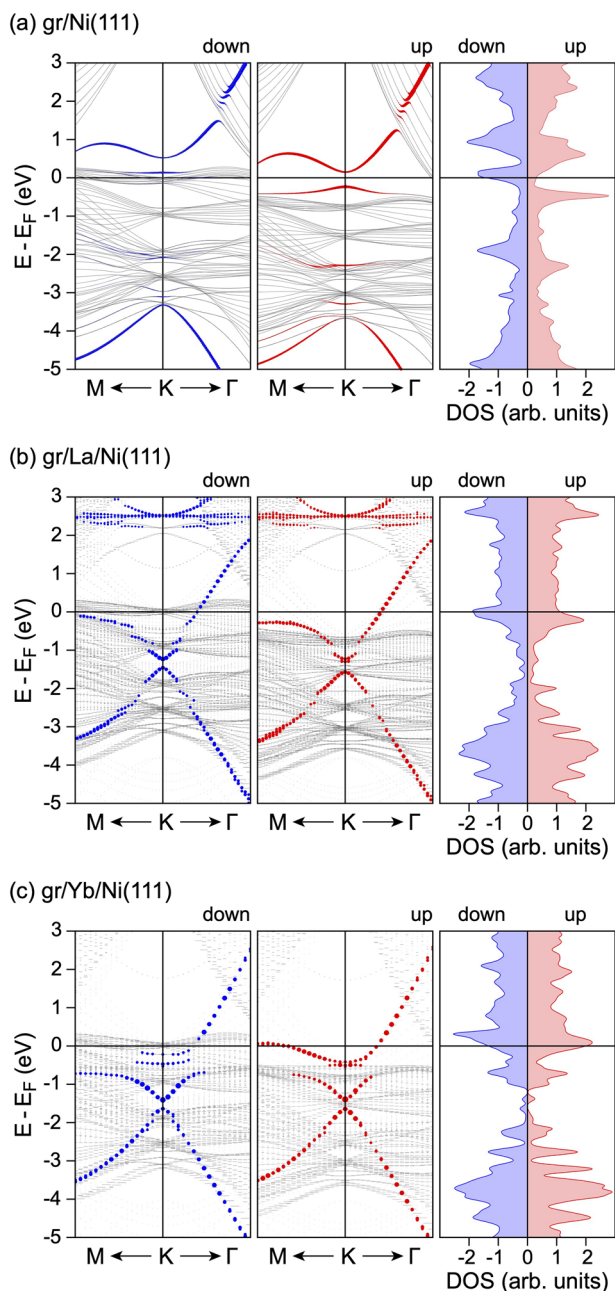 (a) gr/Ni(111)
down up down up
3
2
1
0
-1
-2
-3
-4
-5
E - E_F (eV)
M ← K → Γ M ← K → Γ
-2 -1 0 1 2
DOS (arb. units)
(b) gr/La/Ni(111)
down up down up
3
2
1
0
-1
-2
-3
-4
-5
E - E_F (eV)
M ← K → Γ M ← K → Γ
-2 -1 0 1 2
DOS (arb. units)
(c) gr/Yb/Ni(111)
down up down up
3
2
1
0
-1
-2
-3
-4
-5
E - E_F (eV)
M ← K → Γ M ← K → Γ
-2 -1 0 1 2
DOS (arb. units)